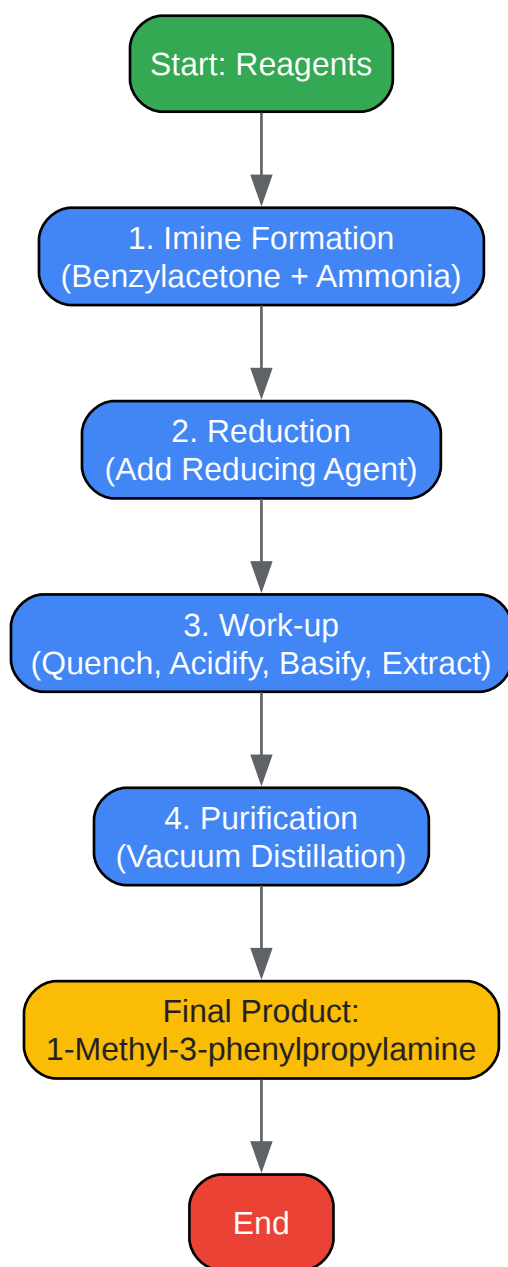 Start: Reagents
1. Imine Formation
(Benzylacetone + Ammonia)
2. Reduction
(Add Reducing Agent)
3. Work-up
(Quench, Acidify, Basify, Extract)
4. Purification
(Vacuum Distillation)
Final Product:
1-Methyl-3-phenylpropylamine
End